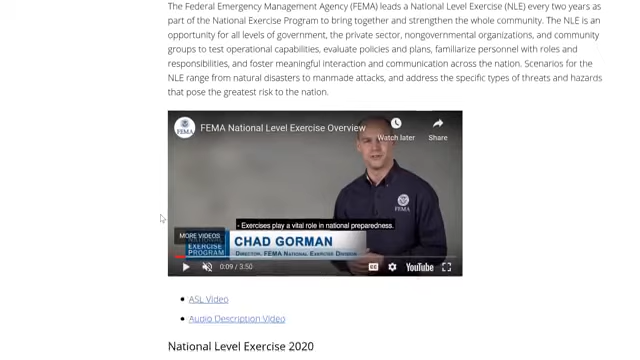 The Federal Emergency Management Agency (FEMA) leads a National Level Exercise (NLE) every two years as
part of the National Exercise Program to bring together and strengthen the whole community. The NLE is an
opportunity for all levels of government, the private sector, nongovernmental organizations, and community
groups to test operational capabilities, evaluate policies and plans, familiarize personnel with roles and
responsibilities, and foster meaningful interaction and communication across the nation. Scenarios for the
NLE range from natural disasters to manmade attacks, and address the specific types of threats and hazards
that pose the greatest risk to the nation.
FEMA
FEMA National Level Exercise Overview
Watch later
Share
FEMA
- Exercises play a vital role in national preparedness.
MORE VIDEOS
NATIONAL
EXERCISE
PROGRAM
CHAD GORMAN
DIRECTOR, FEMA NATIONAL EXERCISE DIVISION
0:09 / 3:50
CC
YouTube
ASL Video
Audio Description Video
National Level Exercise 2020